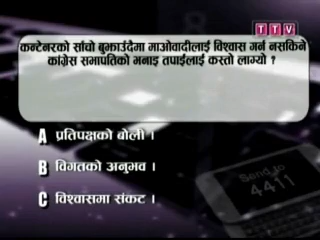 TTV
कन्टेनरको साँचो बुझाउँदैमा माओवादीलाई विश्वास गर्न नसकिने
कांग्रेस सभापतिको भनाइ तपाईंलाई कस्तो लाग्यो ?
A प्रतिपक्षको बोली ।
B विगतको अनुभव ।
C विश्वासमा संकट ।
Send to
4411